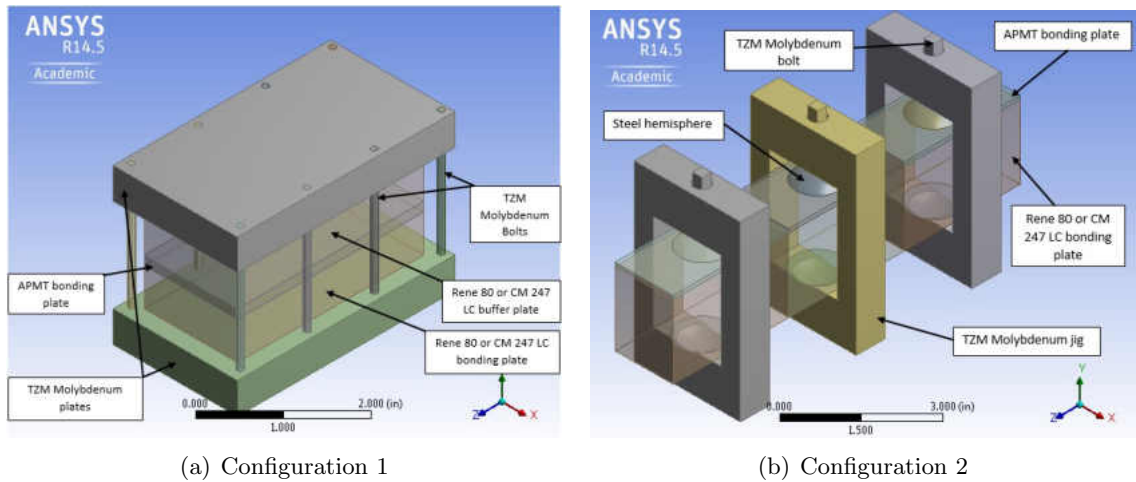 ANSYS
R14.5
Academic
APMT bonding
plate
TZM Molybdenum
plates
TZM
Molybdenum
Bolts
Rene 80 or CM 247
LC buffer plate
Rene 80 or CM 247 LC
bonding plate
0.000
2.000 (in)
1.000
Z
X
(a) Configuration 1
ANSYS
R14.5
Academic
TZM Molybdenum
bolt
Steel hemisphere
APMT bonding plate
Rene 80 or CM
247 LC bonding
plate
TZM Molybdenum jig
0.000
3.000 (in)
1.500
Y
Z
X
(b) Configuration 2